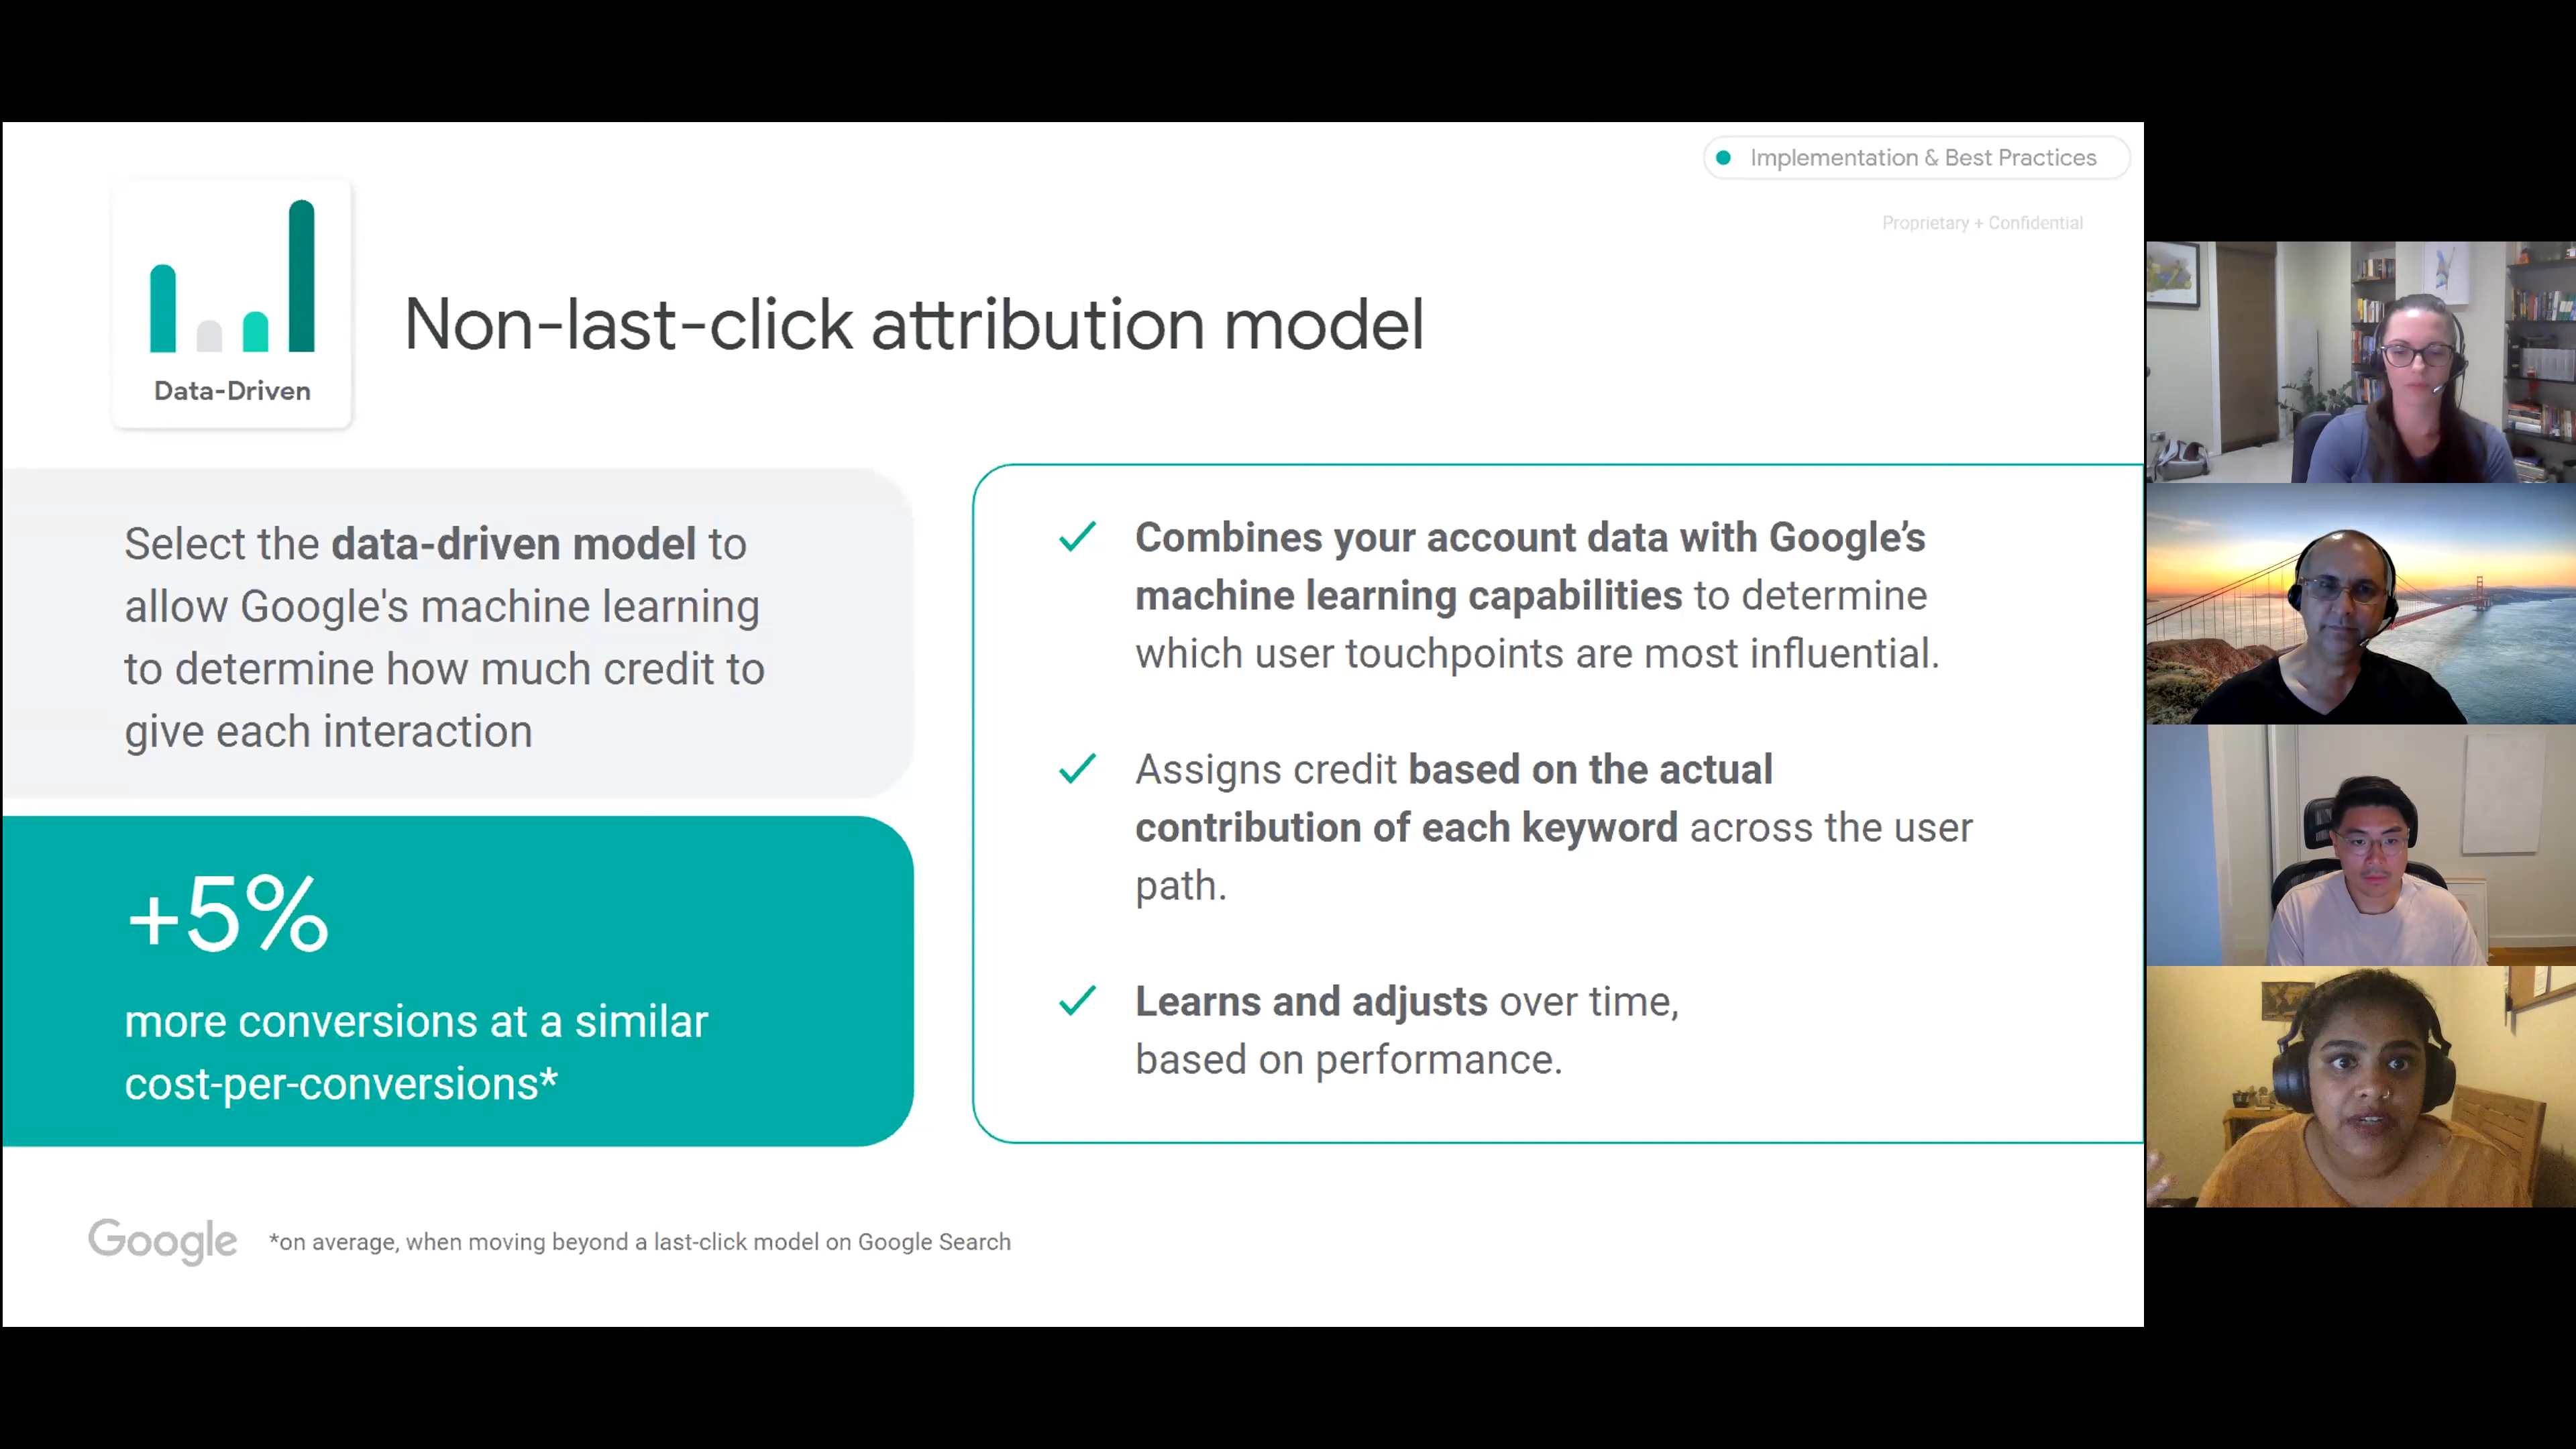 Implementation & Best Practices
Proprietary + Confidential
Data-Driven
Non-last-click attribution model
Select the data-driven model to
allow Google's machine learning
to determine how much credit to
give each interaction
+5%
more conversions at a similar
cost-per-conversions*
Combines your account data with Google’s
machine learning capabilities to determine
which user touchpoints are most influential.
Assigns credit based on the actual
contribution of each keyword across the user
path.
Learns and adjusts over time,
based on performance.
Google
*on average, when moving beyond a last-click model on Google Search